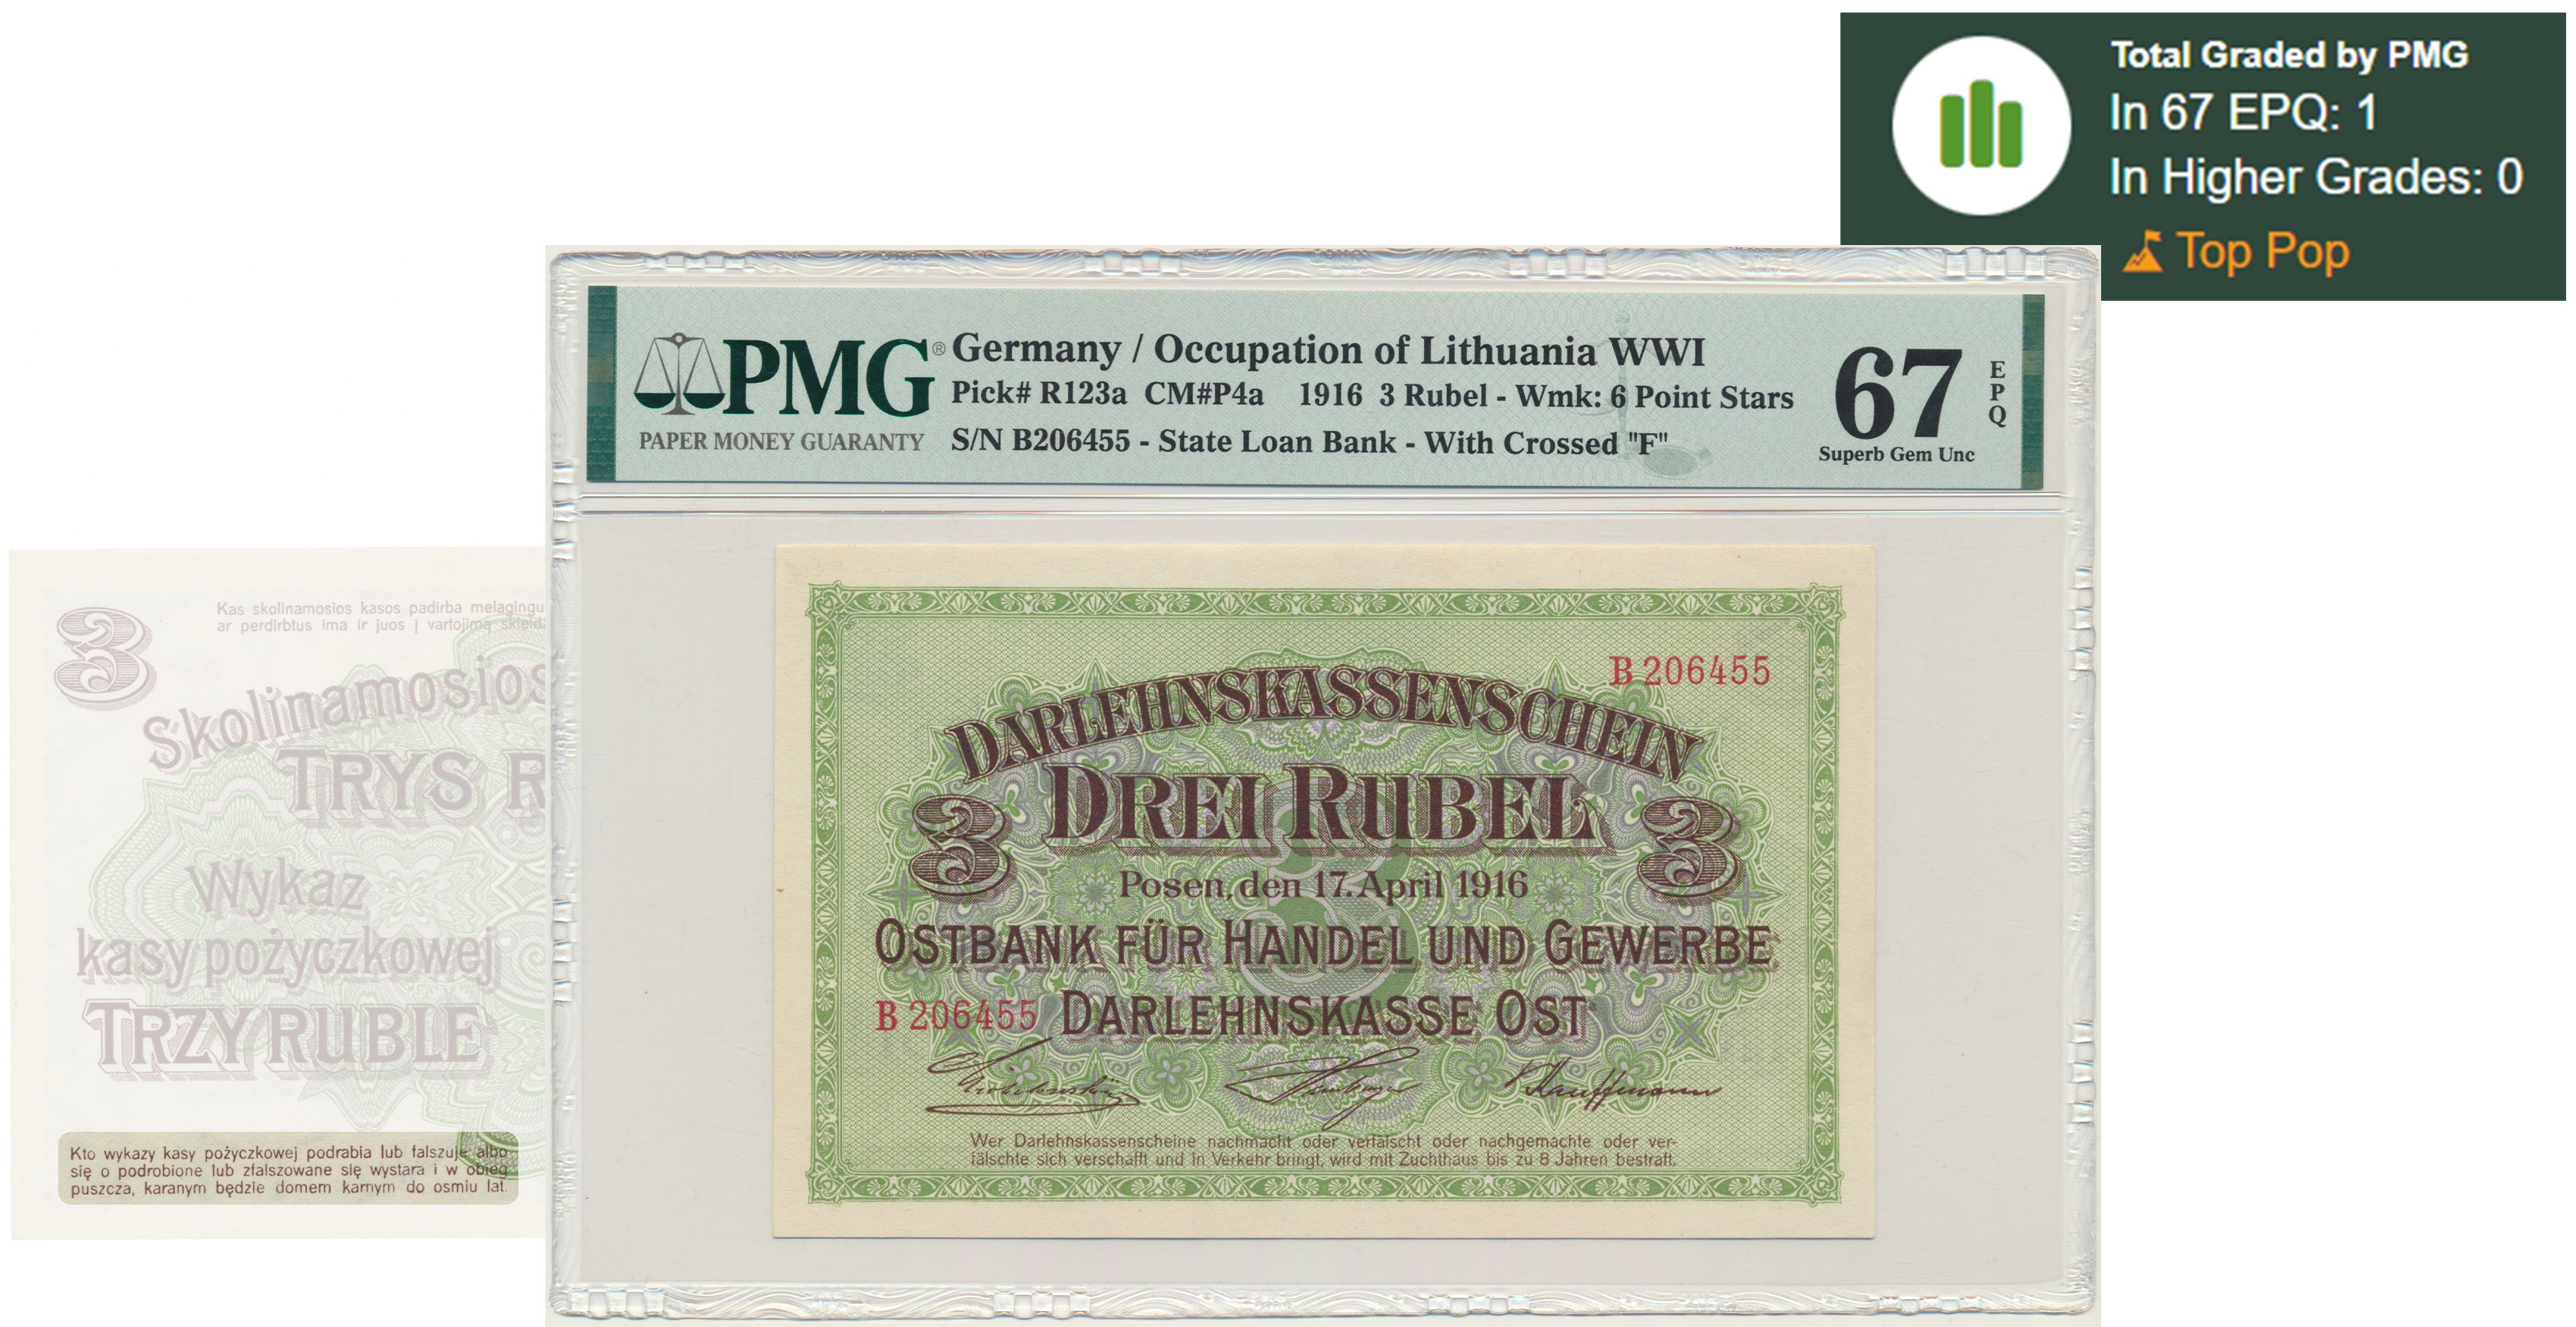 Total Graded by PMG
In 67 EPQ: 1
In Higher Grades: 0
Top Pop
PMG®
PAPER MONEY GUARANTY
Germany / Occupation of Lithuania WWI
Pick# R123a CM#P4a 1916 3 Rubel - Wmk: 6 Point Stars
S/N B206455 - State Loan Bank - With Crossed "F"
67
EPQ
Superb Gem Unc
3
Kas skolinamosios kasos padirba melagingu
ar perdirbtus ima ir juos į vartojimą skleid
Skolinamosios
TRYS R
Wykaz
kasy pożyczkowej
TRZY RUBLE
Kto wykazy kasy pożyczkowej podrabia lub falszuje albo
się o podrobione lub zfalszowane się wystara i w obieg
puszcza, karanym będzie domem karnym do osmiu lat.
B 206455
DARLEHNSKASSENSCHEIN
3 DREI RUBEL 3
Posen, den 17. April 1916
OSTBANK FÜR HANDEL UND GEWERBE
B 206455 DARLEHNSKASSE OST
Kauffmann
Wer Darlehnskassenscheine nachmacht oder verfälscht oder nachgemachte oder ver-
fälschte sich verschafft und in Verkehr bringt, wird mit Zuchthaus bis zu 8 Jahren bestraft.